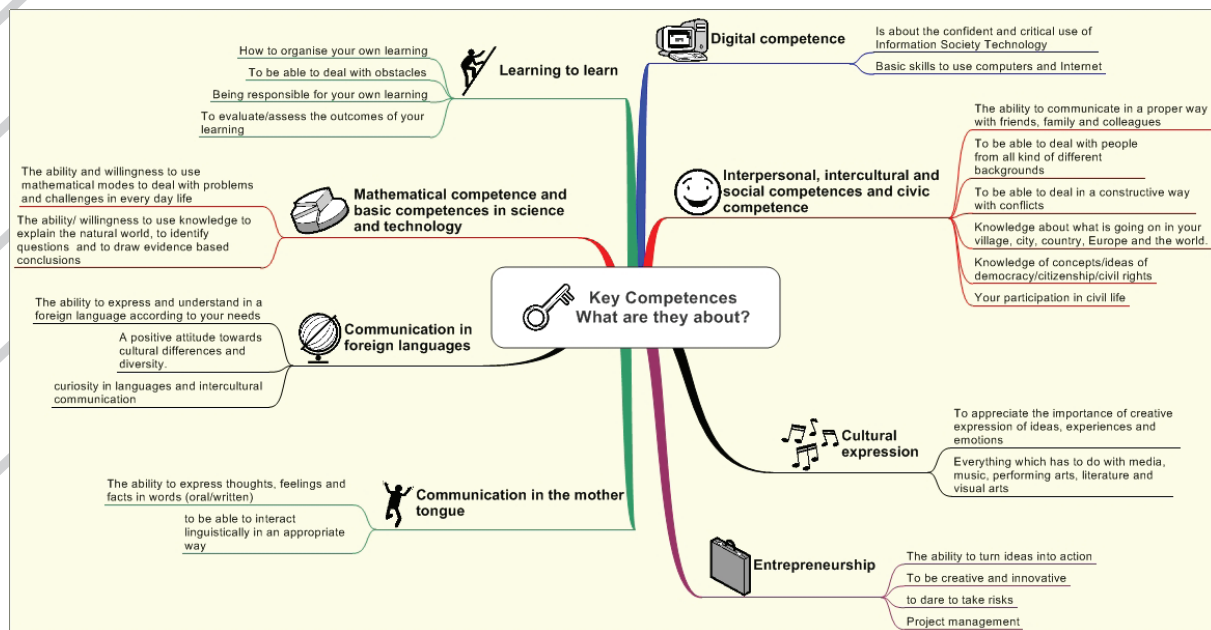 Key Competences
What are they about?
Digital competence
Is about the confident and critical use of
Information Society Technology
Basic skills to use computers and Internet
Interpersonal, intercultural and
social competences and civic
competence
The ability to communicate in a proper way
with friends, family and colleagues
To be able to deal with people
from all kind of different
backgrounds
To be able to deal in a constructive way
with conflicts
Knowledge about what is going on in your
village, city, country, Europe and the world.
Knowledge of concepts/ideas of
democracy/citizenship/civil rights
Your participation in civil life
Cultural
expression
To appreciate the importance of creative
expression of ideas, experiences and
emotions
Everything which has to do with media,
music, performing arts, literature and
visual arts
Entrepreneurship
The ability to turn ideas into action
To be creative and innovative
to dare to take risks
Project management
Learning to learn
How to organise your own learning
To be able to deal with obstacles
Being responsible for your own learning
To evaluate/assess the outcomes of your
learning
Mathematical competence and
basic competences in science
and technology
The ability and willingness to use
mathematical modes to deal with problems
and challenges in every day life
The ability/ willingness to use knowledge to
explain the natural world, to identify
questions and to draw evidence based
conclusions
Communication in
foreign languages
The ability to express and understand in a
foreign language according to your needs
A positive attitude towards
cultural differences and
diversity.
curiosity in languages and intercultural
communication
Communication in the mother
tongue
The ability to express thoughts, feelings and
facts in words (oral/written)
to be able to interact
linguistically in an appropriate
way